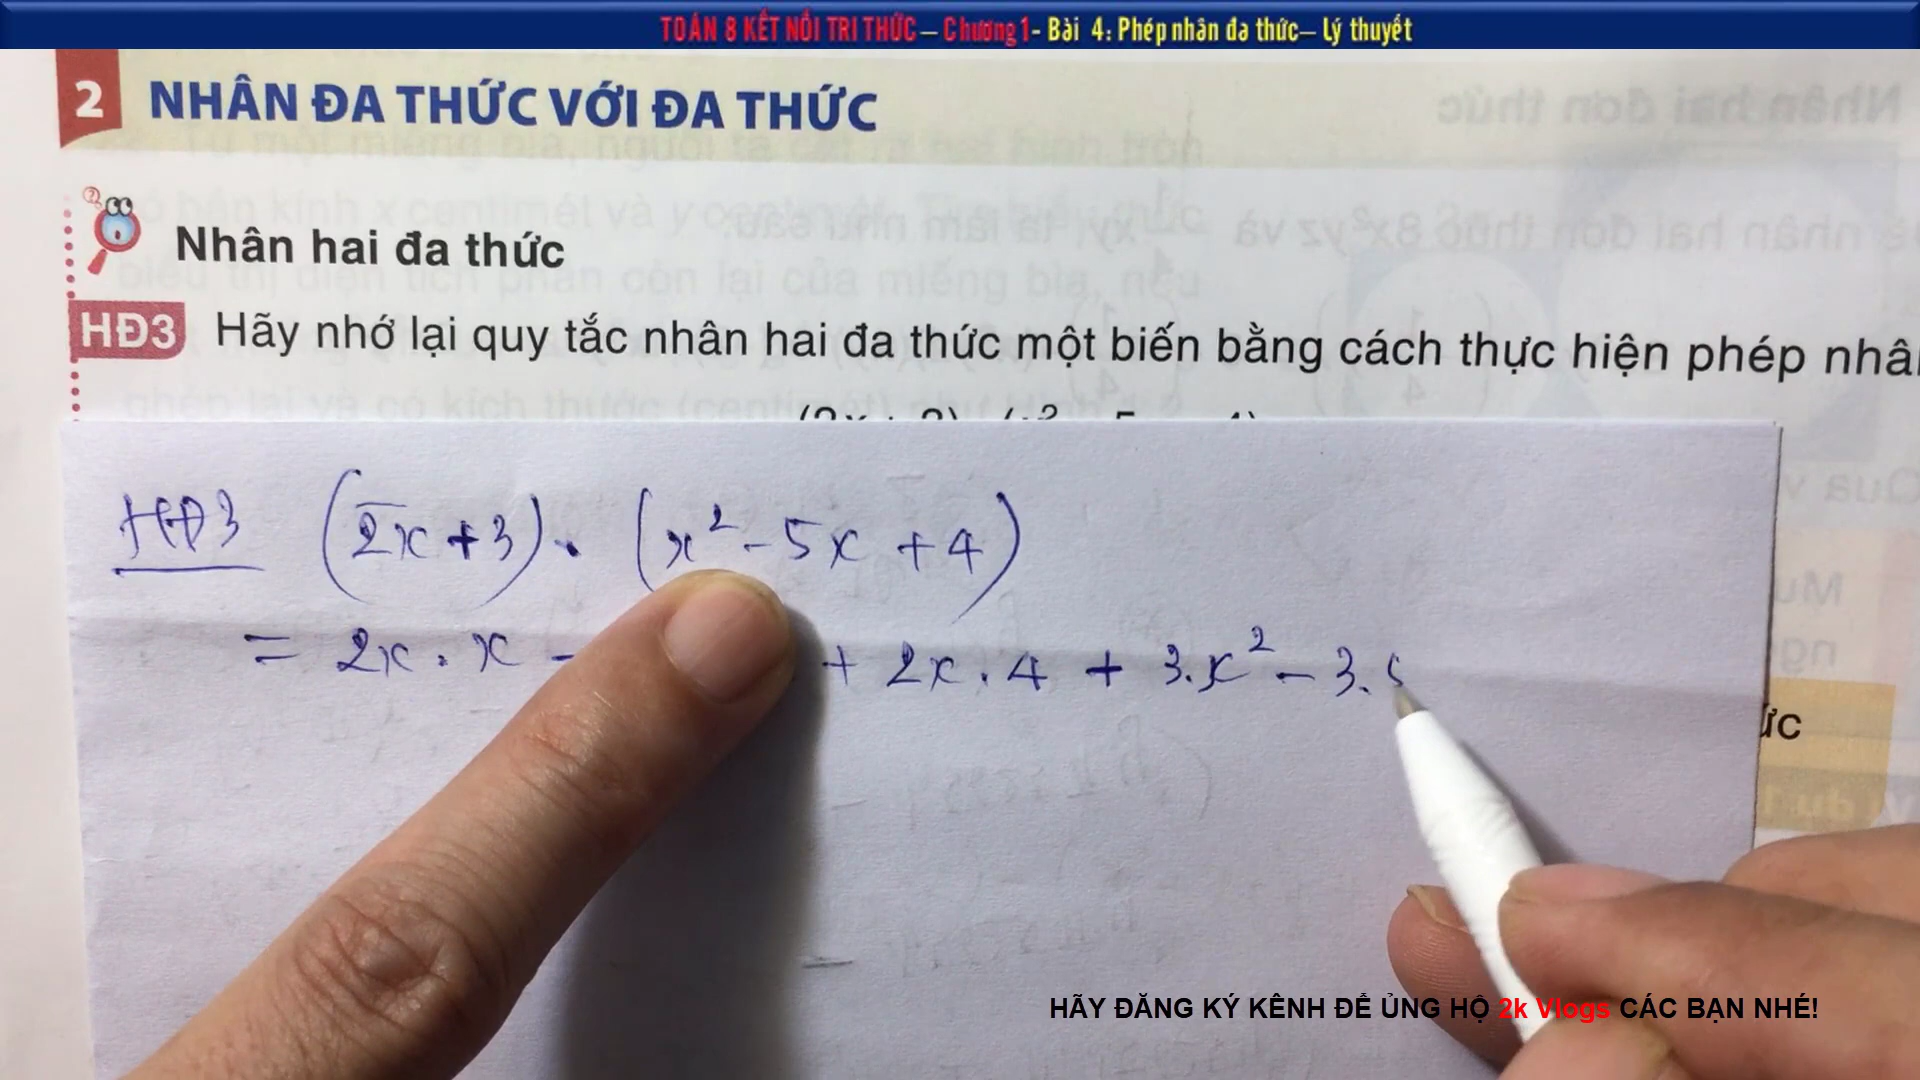 TOÁN 8 KẾT NỐI TRI THỨC – Chương 1- Bài 4: Phép nhân đa thức– Lý thuyết
2 NHÂN ĐA THỨC VỚI ĐA THỨC
Nhân hai đa thức
HĐ3 Hãy nhớ lại quy tắc nhân hai đa thức một biến bằng cách thực hiện phép nhâ
HĐ3 (2x + 3) . (x² - 5x + 4)
= 2x . x - + 2x . 4 + 3.x² - 3.
ức
HÃY ĐĂNG KÝ KÊNH ĐỂ ỦNG HỘ 2k Vlogs CÁC BẠN NHÉ!